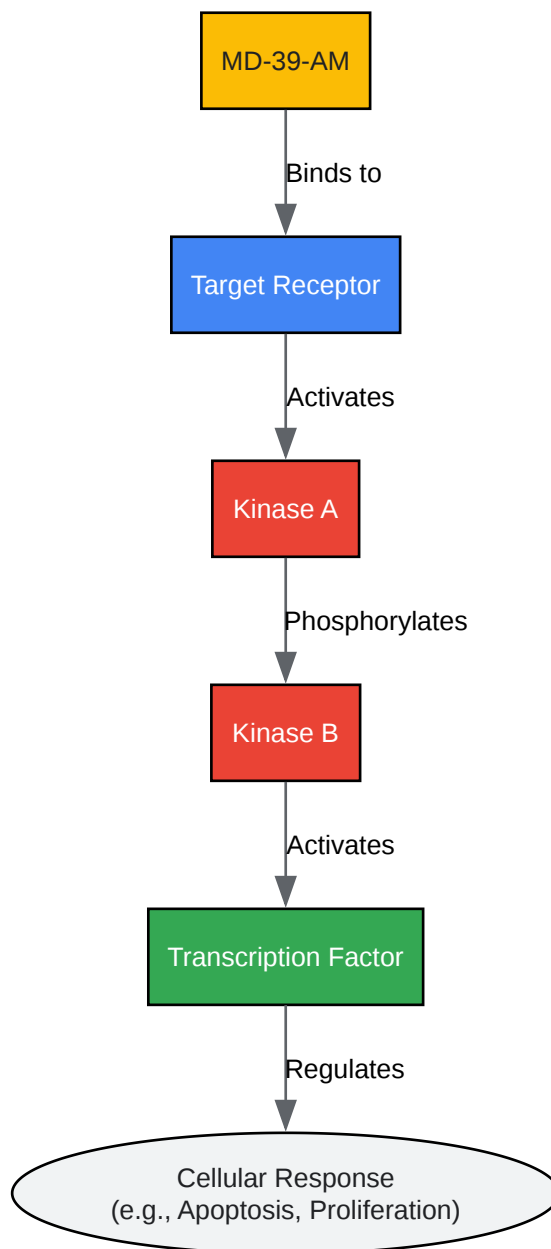 MD-39-AM
Binds to
Target Receptor
Activates
Kinase A
Phosphorylates
Kinase B
Activates
Transcription Factor
Regulates
Cellular Response
(e.g., Apoptosis, Proliferation)